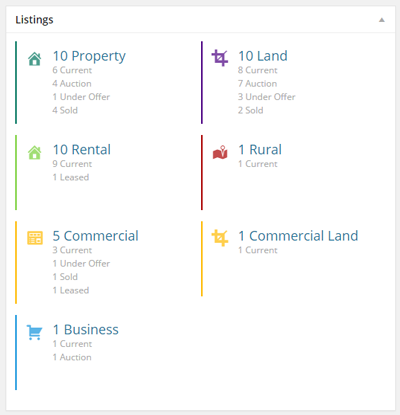 Listings
10 Property
6 Current
4 Auction
1 Under Offer
4 Sold
10 Land
8 Current
7 Auction
3 Under Offer
2 Sold
10 Rental
9 Current
1 Leased
1 Rural
1 Current
5 Commercial
3 Current
1 Under Offer
1 Sold
1 Leased
1 Commercial Land
1 Current
1 Business
1 Current
1 Auction